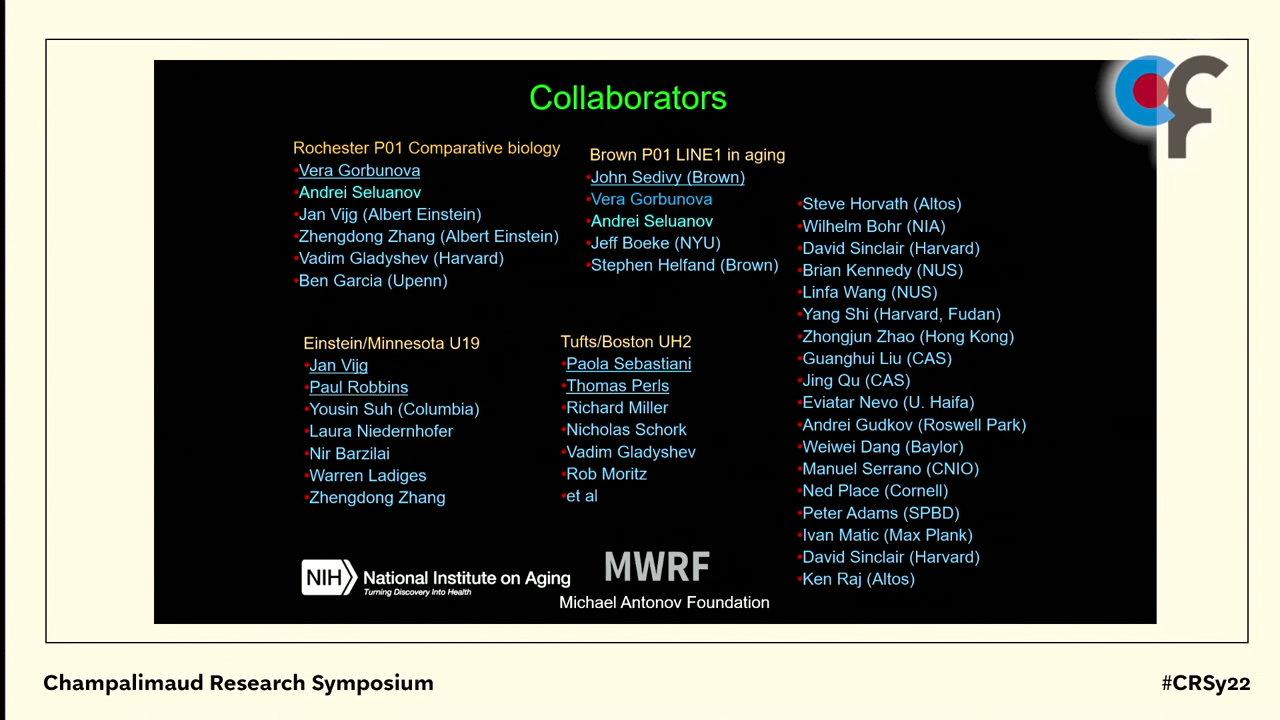 Collaborators
Rochester P01 Comparative biology
•Vera Gorbunova
•Andrei Seluanov
•Jan Vijg (Albert Einstein)
•Zhengdong Zhang (Albert Einstein)
•Vadim Gladyshev (Harvard)
•Ben Garcia (Upenn)
Brown P01 LINE1 in aging
•John Sedivy (Brown)
•Vera Gorbunova
•Andrei Seluanov
•Jeff Boeke (NYU)
•Stephen Helfand (Brown)
Einstein/Minnesota U19
•Jan Vijg
•Paul Robbins
•Yousin Suh (Columbia)
•Laura Niedernhofer
•Nir Barzilai
•Warren Ladiges
•Zhengdong Zhang
Tufts/Boston UH2
•Paola Sebastiani
•Thomas Perls
•Richard Miller
•Nicholas Schork
•Vadim Gladyshev
•Rob Moritz
•et al
•Steve Horvath (Altos)
•Wilhelm Bohr (NIA)
•David Sinclair (Harvard)
•Brian Kennedy (NUS)
•Linfa Wang (NUS)
•Yang Shi (Harvard, Fudan)
•Zhongjun Zhao (Hong Kong)
•Guanghui Liu (CAS)
•Jing Qu (CAS)
•Eviatar Nevo (U. Haifa)
•Andrei Gudkov (Roswell Park)
•Weiwei Dang (Baylor)
•Manuel Serrano (CNIO)
•Ned Place (Cornell)
•Peter Adams (SPBD)
•Ivan Matic (Max Plank)
•David Sinclair (Harvard)
•Ken Raj (Altos)
NIH National Institute on Aging
Turning Discovery Into Health
MWRF
Michael Antonov Foundation
cf
Champalimaud Research Symposium
#CRSy22